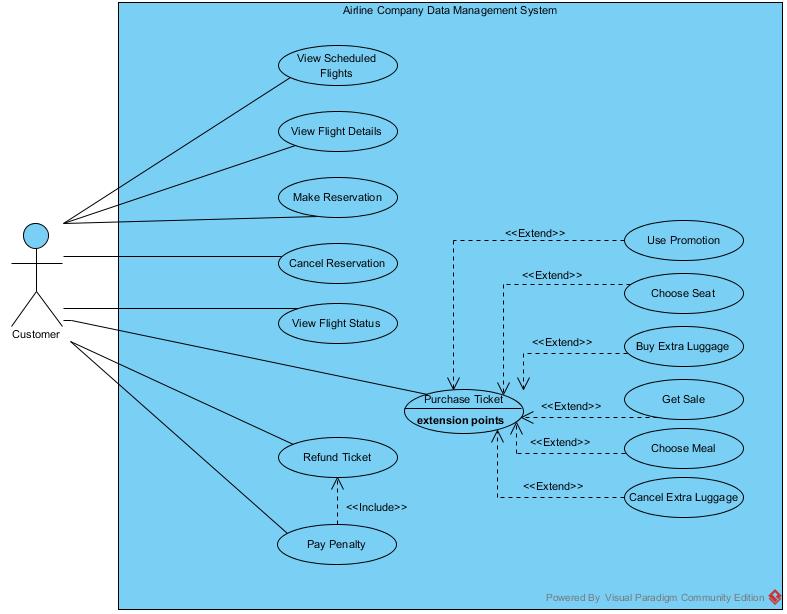 Airline Company Data Management System
View Scheduled
Flights
View Flight Details
Make Reservation
Cancel Reservation
View Flight Status
Customer
<<Extend>>
Use Promotion
<<Extend>>
Choose Seat
<<Extend>>
Buy Extra Luggage
Purchase Ticket
extension points
<<Extend>>
Get Sale
<<Extend>>
Choose Meal
<<Extend>>
Cancel Extra Luggage
Refund Ticket
<<Include>>
Pay Penalty
Powered By Visual Paradigm Community Edition